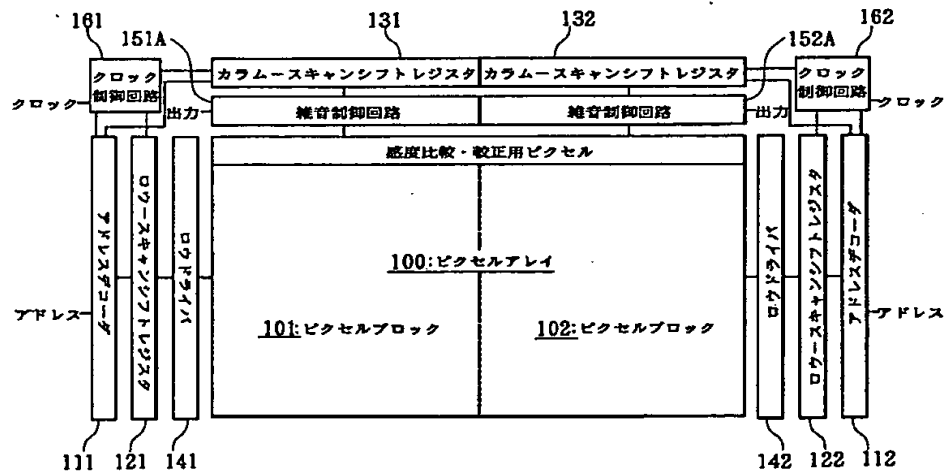 131
132
161
162
151A
152A
クロック
制御回路
カラムースキャンシフトレジスタ
カラムースキャンシフトレジスタ
クロック
制御回路
クロック
出力
雑音制御回路
雑音制御回路
出力
クロック
感度比較・較正用ピクセル
アドレスデコーダ
ロウースキャンシフトレジスタ
ロウドライバ
100:ピクセルアレイ
101:ピクセルブロック
102:ピクセルブロック
ロウドライバ
ロウースキャンシフトレジスタ
アドレスデコーダ
アドレス
アドレス
111
121
141
142
122
112